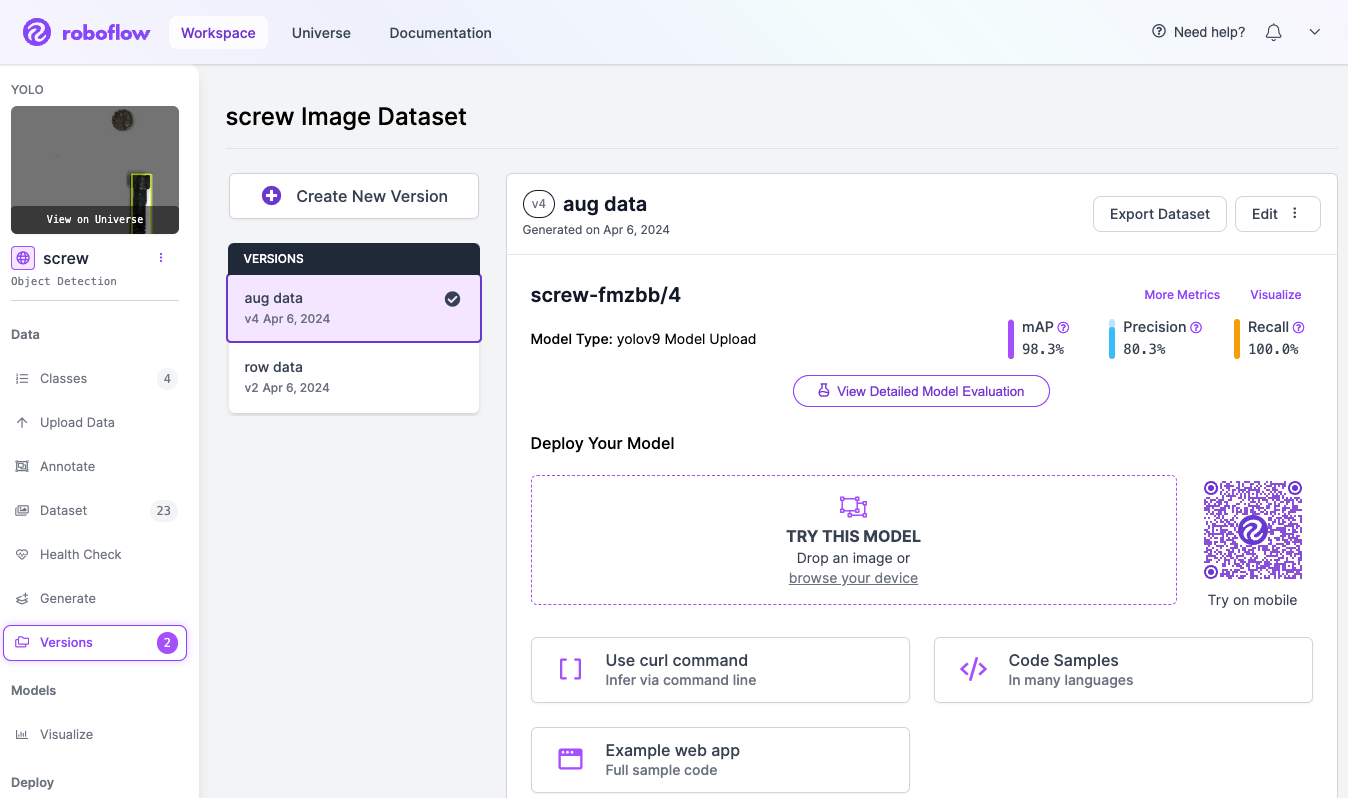 roboflow
Workspace
Universe
Documentation
Need help?
YOLO
View on Universe
screw
Object Detection
Data
Classes 4
Upload Data
Annotate
Dataset 23
Health Check
Generate
Versions 2
Models
Visualize
Deploy
screw Image Dataset
Create New Version
VERSIONS
aug data
v4 Apr 6, 2024
row data
v2 Apr 6, 2024
v4 aug data
Generated on Apr 6, 2024
Export Dataset
Edit
screw-fmzbb/4
More Metrics
Visualize
Model Type: yolov9 Model Upload
mAP
98.3%
Precision
80.3%
Recall
100.0%
View Detailed Model Evaluation
Deploy Your Model
TRY THIS MODEL
Drop an image or
browse your device
Try on mobile
Use curl command
Infer via command line
Code Samples
In many languages
Example web app
Full sample code